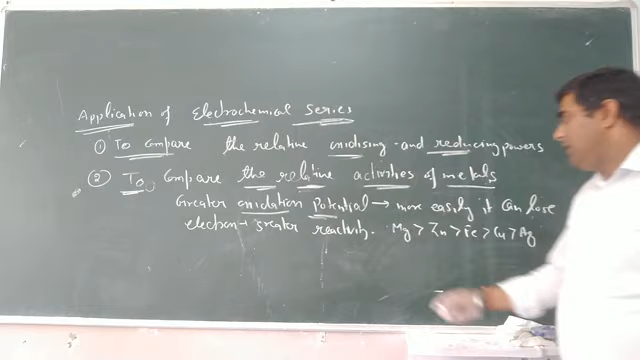 Application of Electrochemical Series
① To Compare the relative oxidising and reducing powers
② To Compare the relative activities of metals
Greater oxidation Potential → more easily it can lose
electron → greater reactivity. Mg > Zn > Fe > Cu > Ag